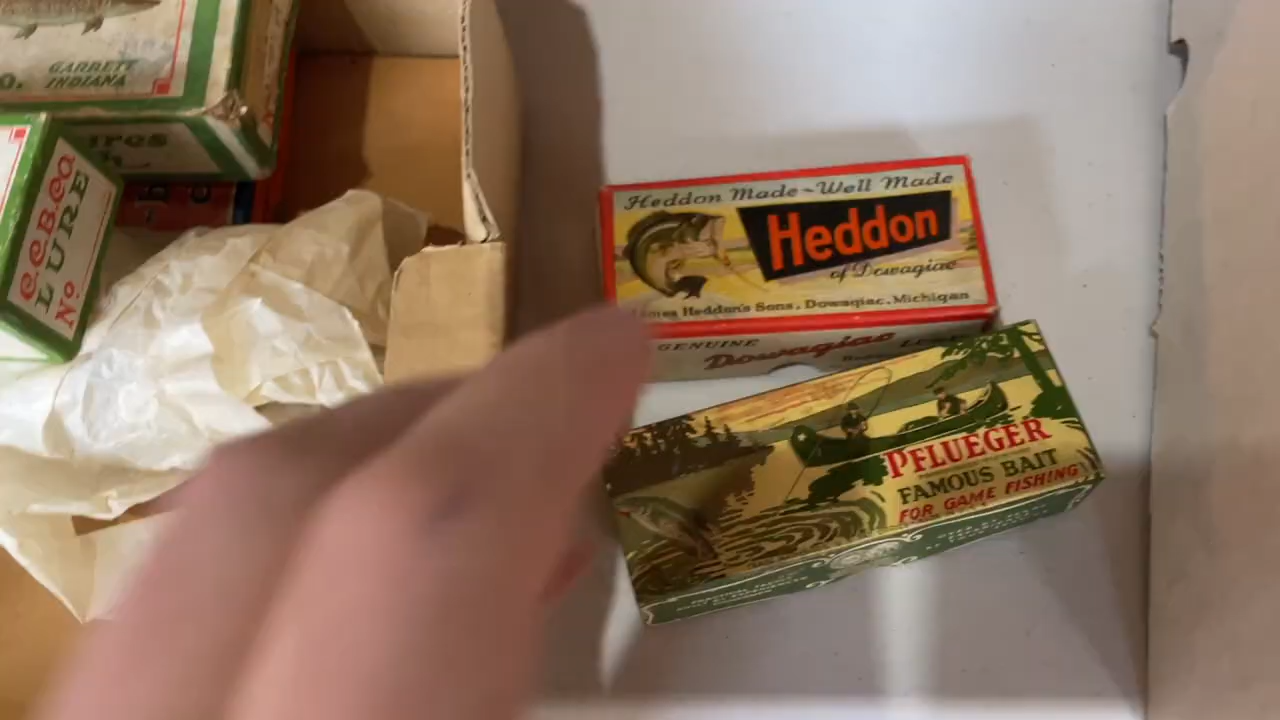 GARRETT
INDIANA
C.C.B.CO
LURE
No
Heddon Made~Well Made
Heddon
of Dowagiac
James Heddon's Sons, Dowagiac, Michigan
GENUINE Dowagiac
PFLUEGER
FAMOUS BAIT
FOR GAME FISHING